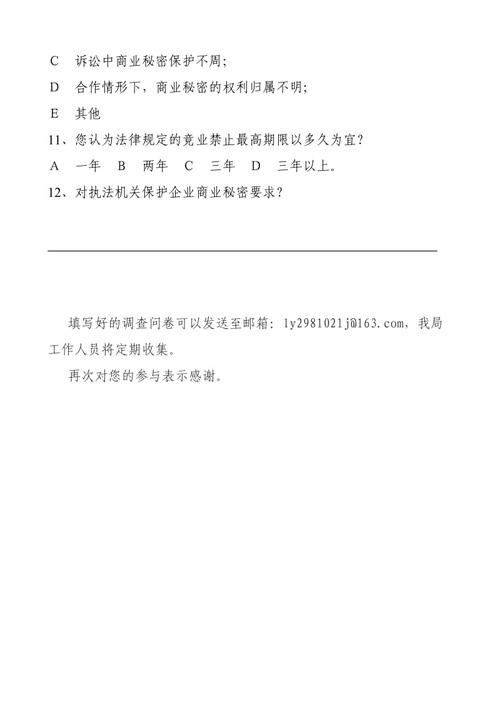 C 诉讼中商业秘密保护不周；
D 合作情形下，商业秘密的权利归属不明；
E 其他
11、您认为法律规定的竞业禁止最高期限以多久为宜？
A 一年 B 两年 C 三年 D 三年以上。
12、对执法机关保护企业商业秘密要求？
填写好的调查问卷可以发送至邮�：ly2981021j@163.com，我局
工作人员将定期收集。
再次对您的参与表示感谢。